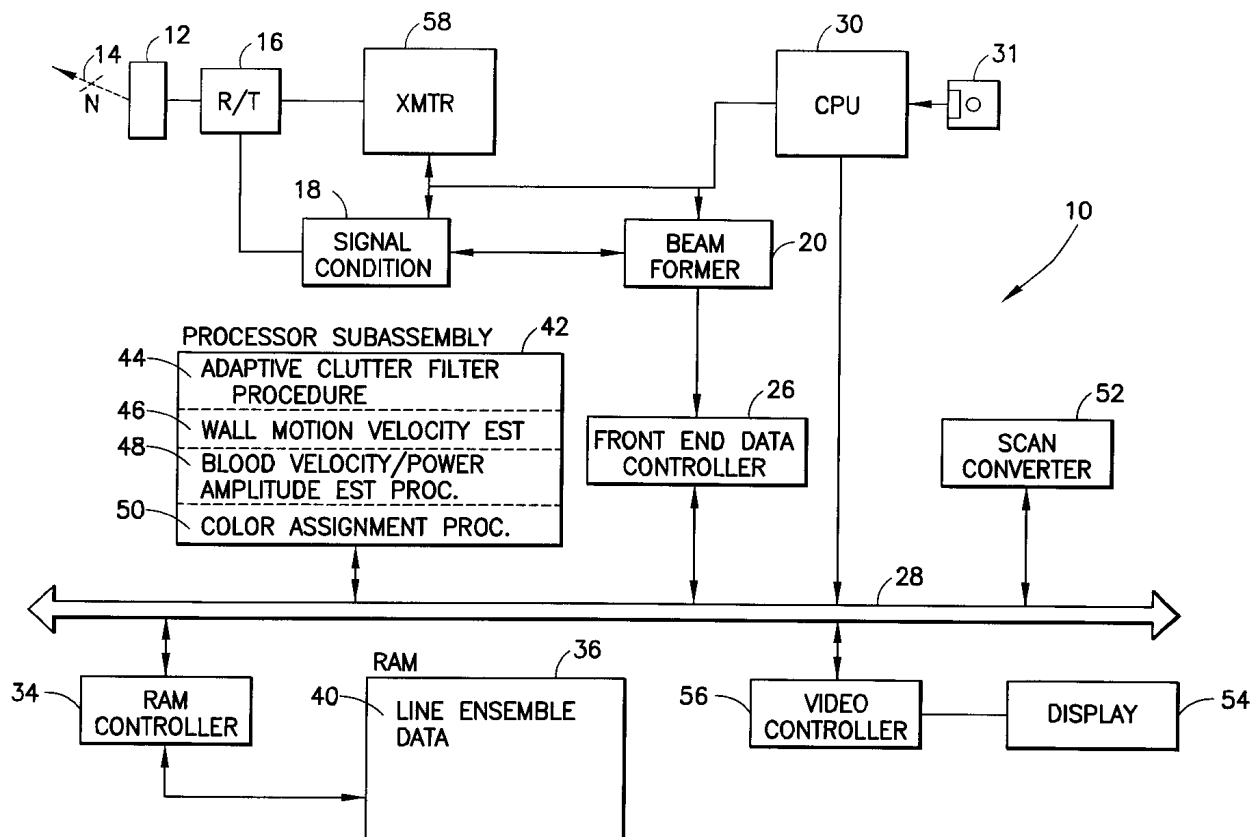 58
30
14
12
16
31
N
R/T
XMTR
CPU
18
10
SIGNAL
CONDITION
BEAM
FORMER
20
PROCESSOR SUBASSEMBLY
42
44
ADAPTIVE CLUTTER FILTER
PROCEDURE
46
WALL MOTION VELOCITY EST
48
BLOOD VELOCITY/POWER
AMPLITUDE EST PROC.
50
COLOR ASSIGNMENT PROC.
26
FRONT END DATA
CONTROLLER
52
SCAN
CONVERTER
28
34
RAM
CONTROLLER
RAM
36
40
LINE ENSEMBLE
DATA
56
VIDEO
CONTROLLER
DISPLAY
54